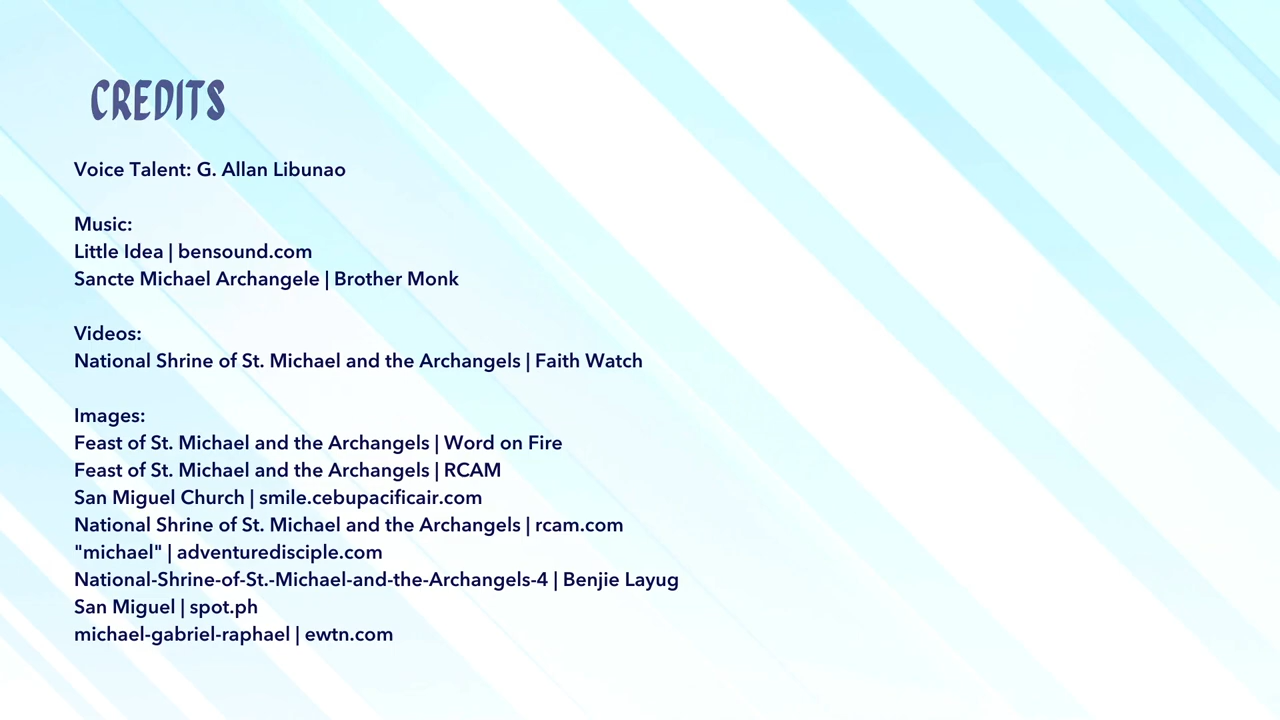 CREDITS
Voice Talent: G. Allan Libunao
Music:
Little Idea | bensound.com
Sancte Michael Archangele | Brother Monk
Videos:
National Shrine of St. Michael and the Archangels | Faith Watch
Images:
Feast of St. Michael and the Archangels | Word on Fire
Feast of St. Michael and the Archangels | RCAM
San Miguel Church | smile.cebupacificair.com
National Shrine of St. Michael and the Archangels | rcam.com
"michael" | adventuredisciple.com
National-Shrine-of-St.-Michael-and-the-Archangels-4 | Benjie Layug
San Miguel | spot.ph
michael-gabriel-raphael | ewtn.com